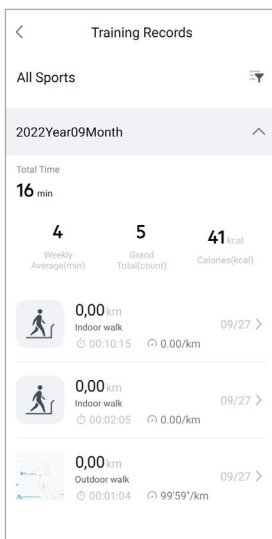 Training Records
All Sports
2022Year09Month
Total Time
16 min
4
Weekly
Average(min)
5
Grand
Total(count)
41 kcal
Calories(kcal)
0,00 km
Indoor walk
00:10:15 0.00/km
09/27
0,00 km
Indoor walk
00:02:05 0.00/km
09/27
0,00 km
Outdoor walk
00:01:04 99'59"/km
09/27